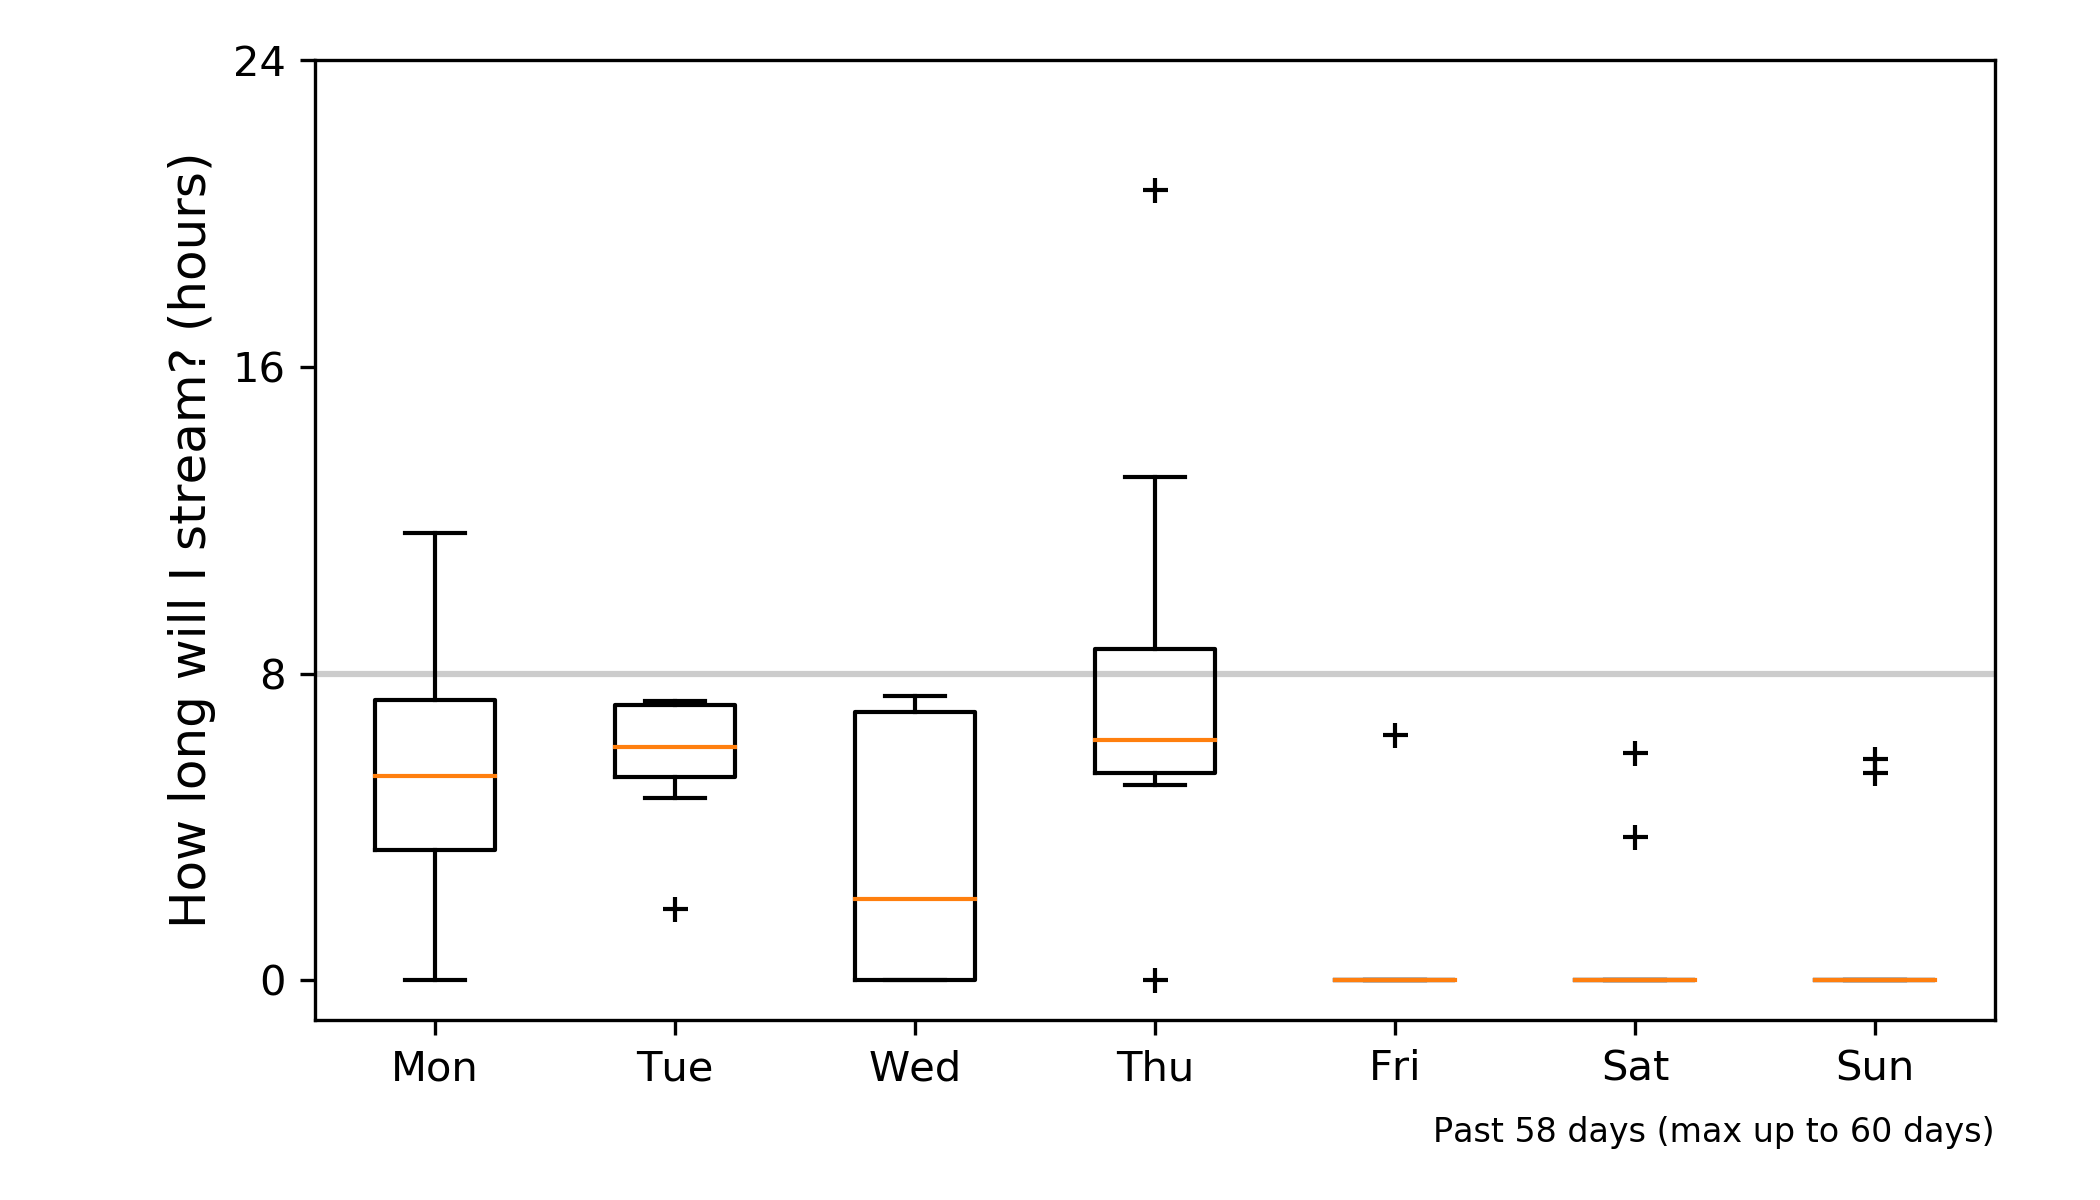 How long will I stream? (hours)
24
16
8
0
Mon Tue Wed Thu Fri Sat Sun
Past 58 days (max up to 60 days)